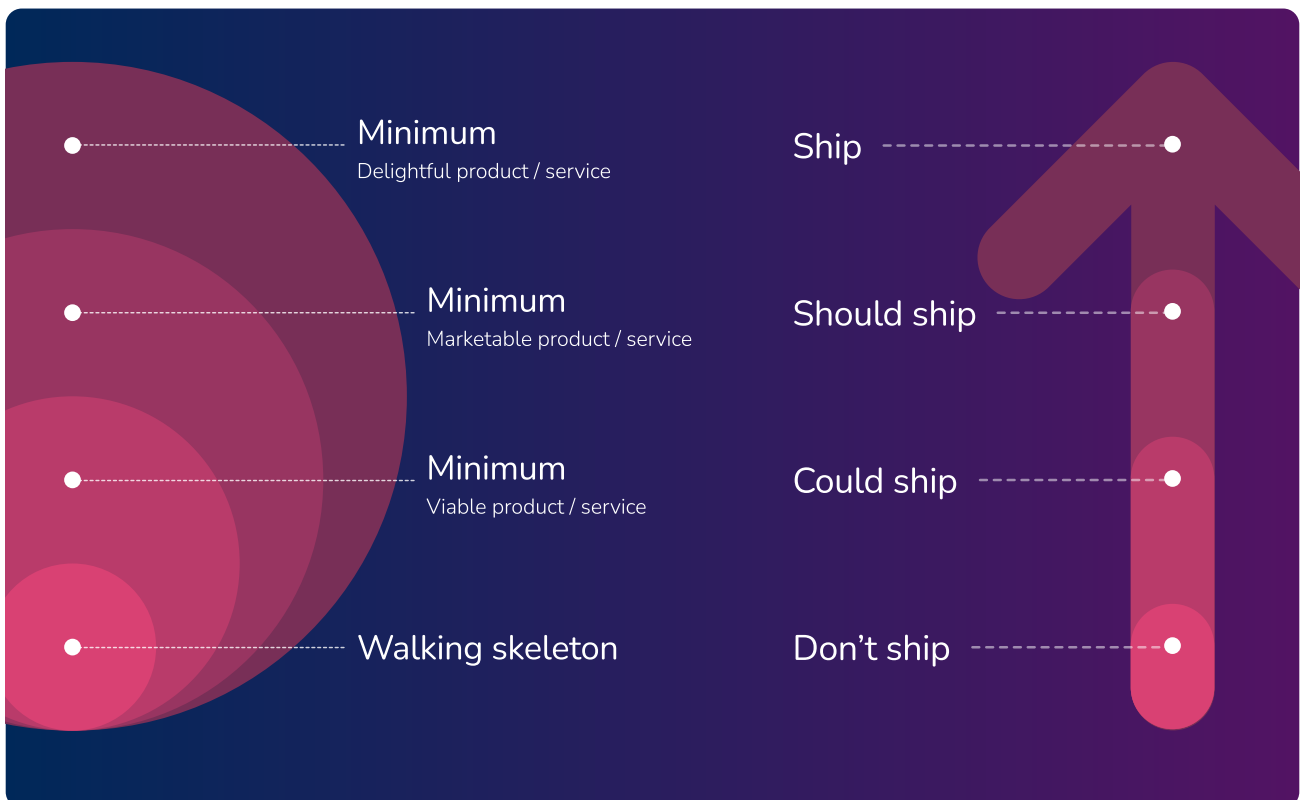 Minimum
Delightful product / service
Ship
Minimum
Marketable product / service
Should ship
Minimum
Viable product / service
Could ship
Walking skeleton
Don’t ship